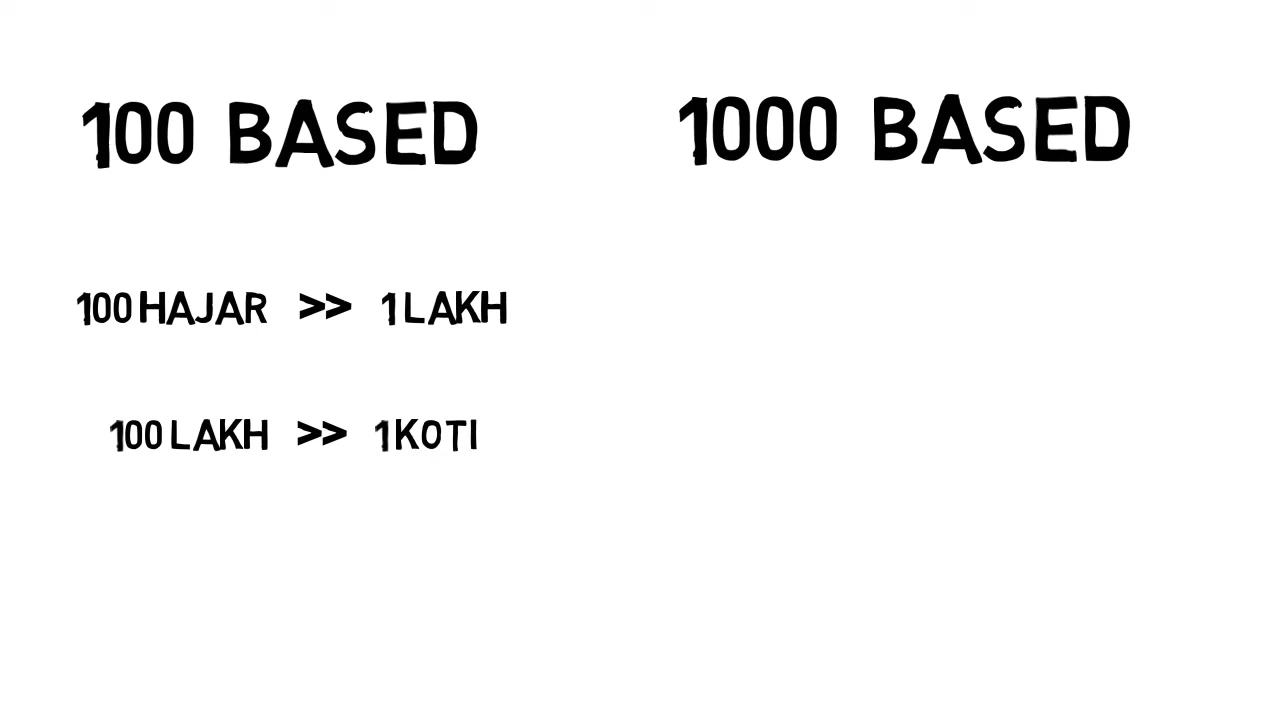 100 BASED
1000 BASED
100 HAJAR >> 1 LAKH
100 LAKH >> 1 KOTI